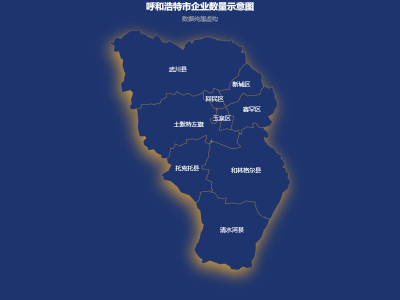 呼和浩特市企业数量示意图
数据纯属虚构
武川县
新城区
回民区
赛罕区
玉泉区
土默特左旗
托克托县
和林格尔县
清水河县